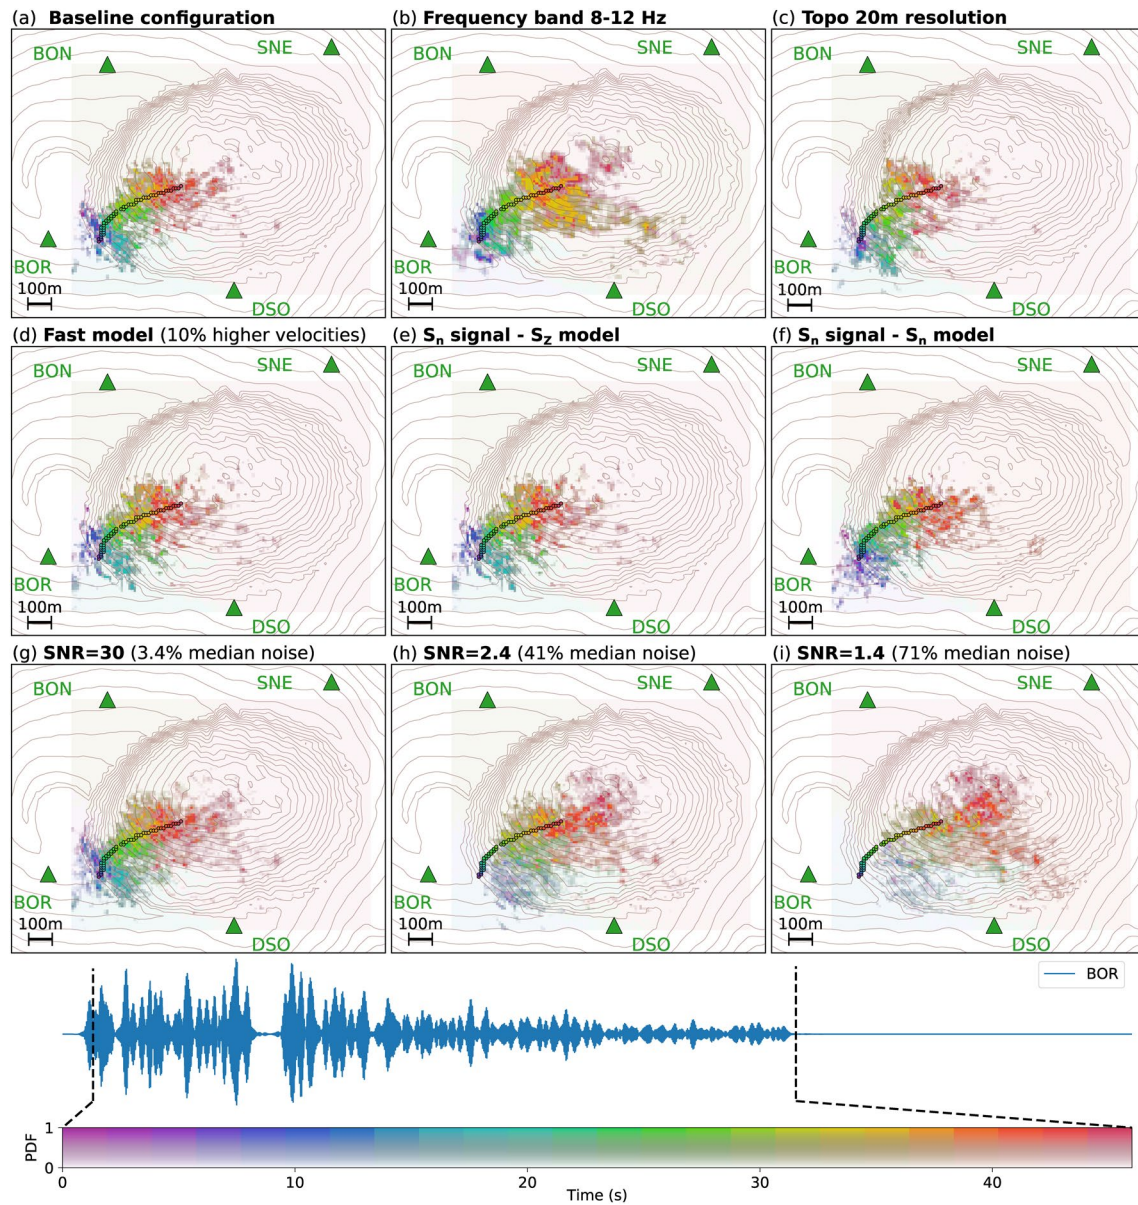 (a) Baseline configuration
(b) Frequency band 8-12 Hz
(c) Topo 20m resolution
BON
SNE
BOR
100m
DSO
BON
SNE
BOR
100m
DSO
BON
SNE
BOR
100m
DSO
(d) Fast model (10% higher velocities)
(e) Sn signal - SZ model
(f) Sn signal - Sn model
BON
SNE
BOR
100m
DSO
BON
SNE
BOR
100m
DSO
BON
SNE
BOR
100m
DSO
(g) SNR=30 (3.4% median noise)
(h) SNR=2.4 (41% median noise)
(i) SNR=1.4 (71% median noise)
BON
SNE
BOR
100m
DSO
BON
SNE
BOR
100m
DSO
BON
SNE
BOR
100m
DSO
BOR
PDF
1
0
0
10
20
30
40
Time (s)